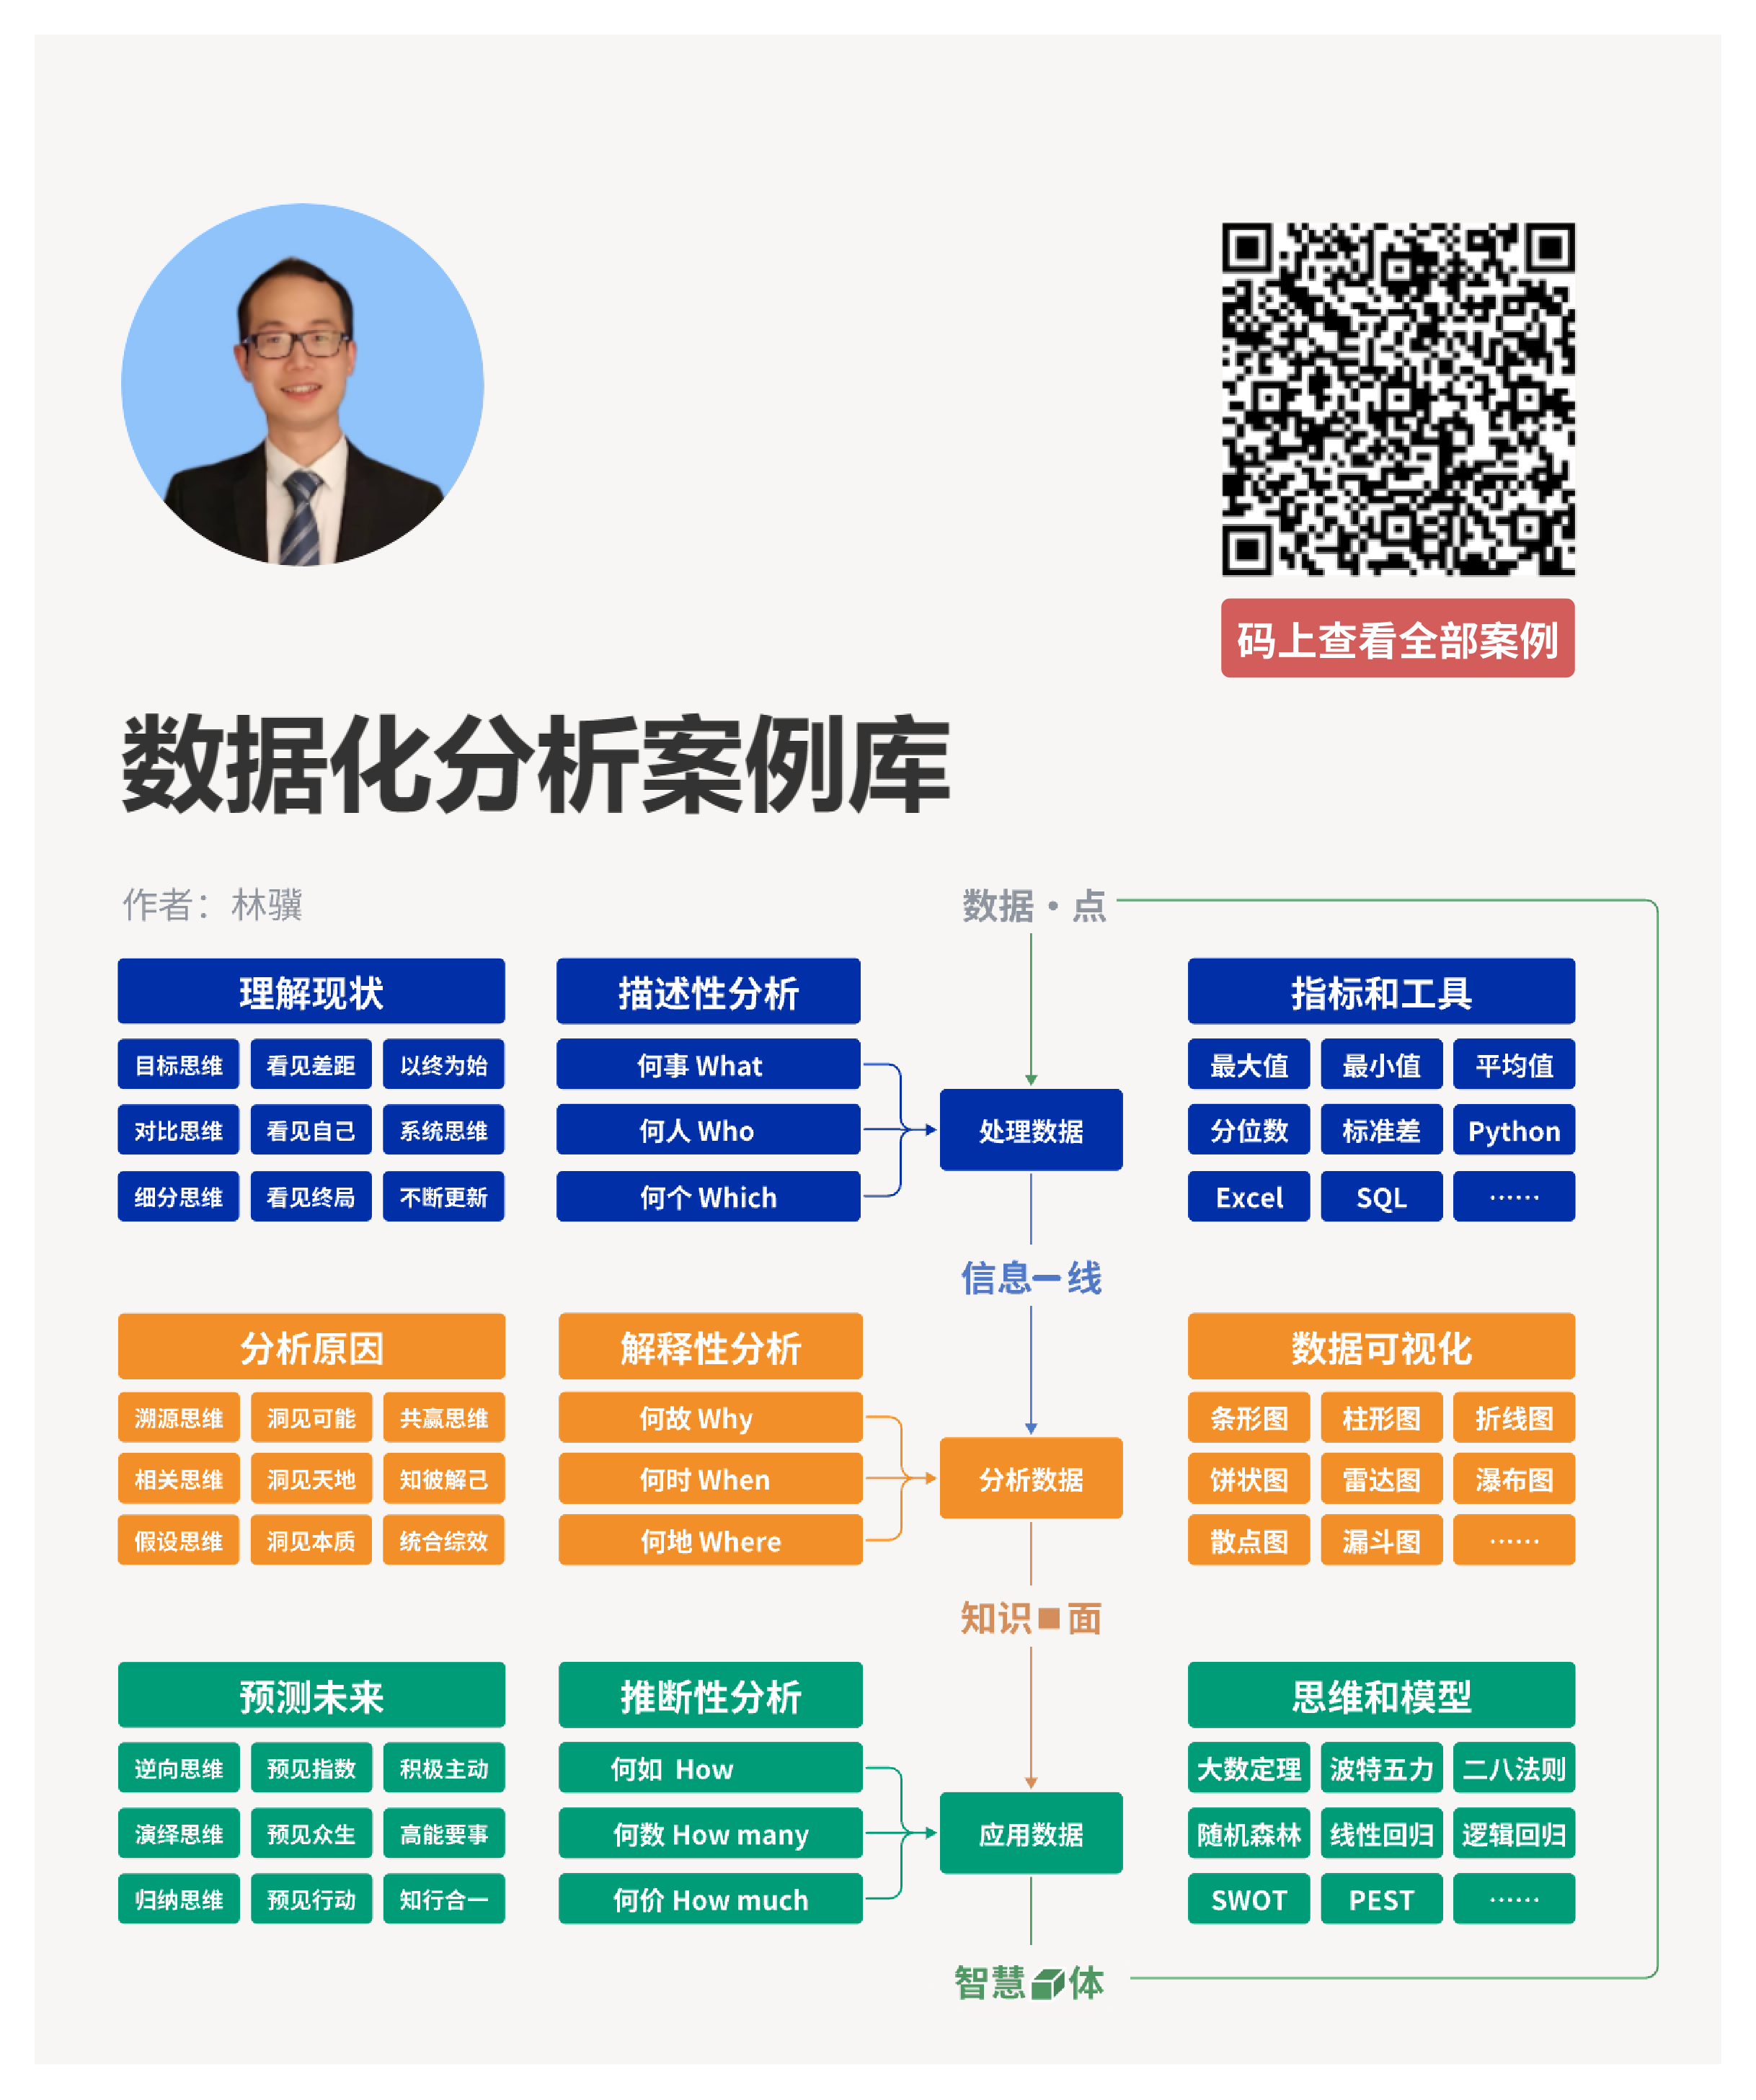 码上查看全部案例
数据化分析案例库
作者：林骥
数据·点
理解现状
目标思维 看见差距 以终为始
对比思维 看见自己 系统思维
细分思维 看见终局 不断更新
描述性分析
何事 What
何人 Who
何个 Which
处理数据
指标和工具
最大值 最小值 平均值
分位数 标准差 Python
Excel SQL ……
信息━线
分析原因
溯源思维 洞见可能 共赢思维
相关思维 洞见天地 知彼解己
假设思维 洞见本质 统合综效
解释性分析
何故 Why
何时 When
何地 Where
分析数据
数据可视化
条形图 柱形图 折线图
饼状图 雷达图 瀑布图
散点图 漏斗图 ……
知识■面
预测未来
逆向思维 预见指数 积极主动
演绎思维 预见众生 高能要事
归纳思维 预见行动 知行合一
推断性分析
何如 How
何数 How many
何价 How much
应用数据
思维和模型
大数定理 波特五力 二八法则
随机森林 线性回归 逻辑回归
SWOT PEST ……
智慧 体